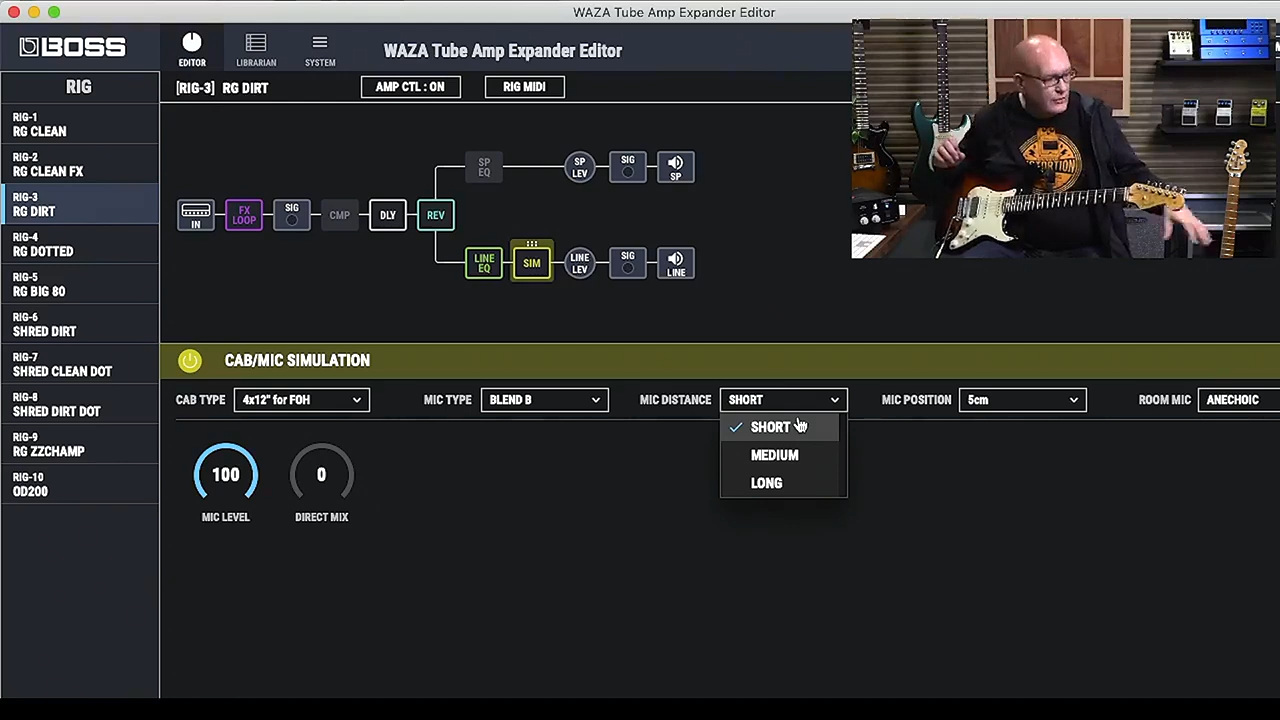 WAZA Tube Amp Expander Editor
BOSS
EDITOR
LIBRARIAN
SYSTEM
WAZA Tube Amp Expander Editor
RIG
[RIG-3] RG DIRT
AMP CTL : ON
RIG MIDI
RIG-1
RG CLEAN
RIG-2
RG CLEAN FX
RIG-3
RG DIRT
RIG-4
RG DOTTED
RIG-5
RG BIG 80
RIG-6
SHRED DIRT
RIG-7
SHRED CLEAN DOT
RIG-8
SHRED DIRT DOT
RIG-9
RG ZZCHAMP
RIG-10
OD200
SP
EQ
SP
LEV
SIG
SP
IN
FX
LOOP
SIG
CMP
DLY
REV
LINE
EQ
SIM
LINE
LEV
SIG
LINE
CAB/MIC SIMULATION
CAB TYPE 4x12" for FOH
MIC TYPE BLEND B
MIC DISTANCE SHORT
MIC POSITION 5cm
ROOM MIC ANECHOIC
SHORT
MEDIUM
LONG
100
MIC LEVEL
0
DIRECT MIX